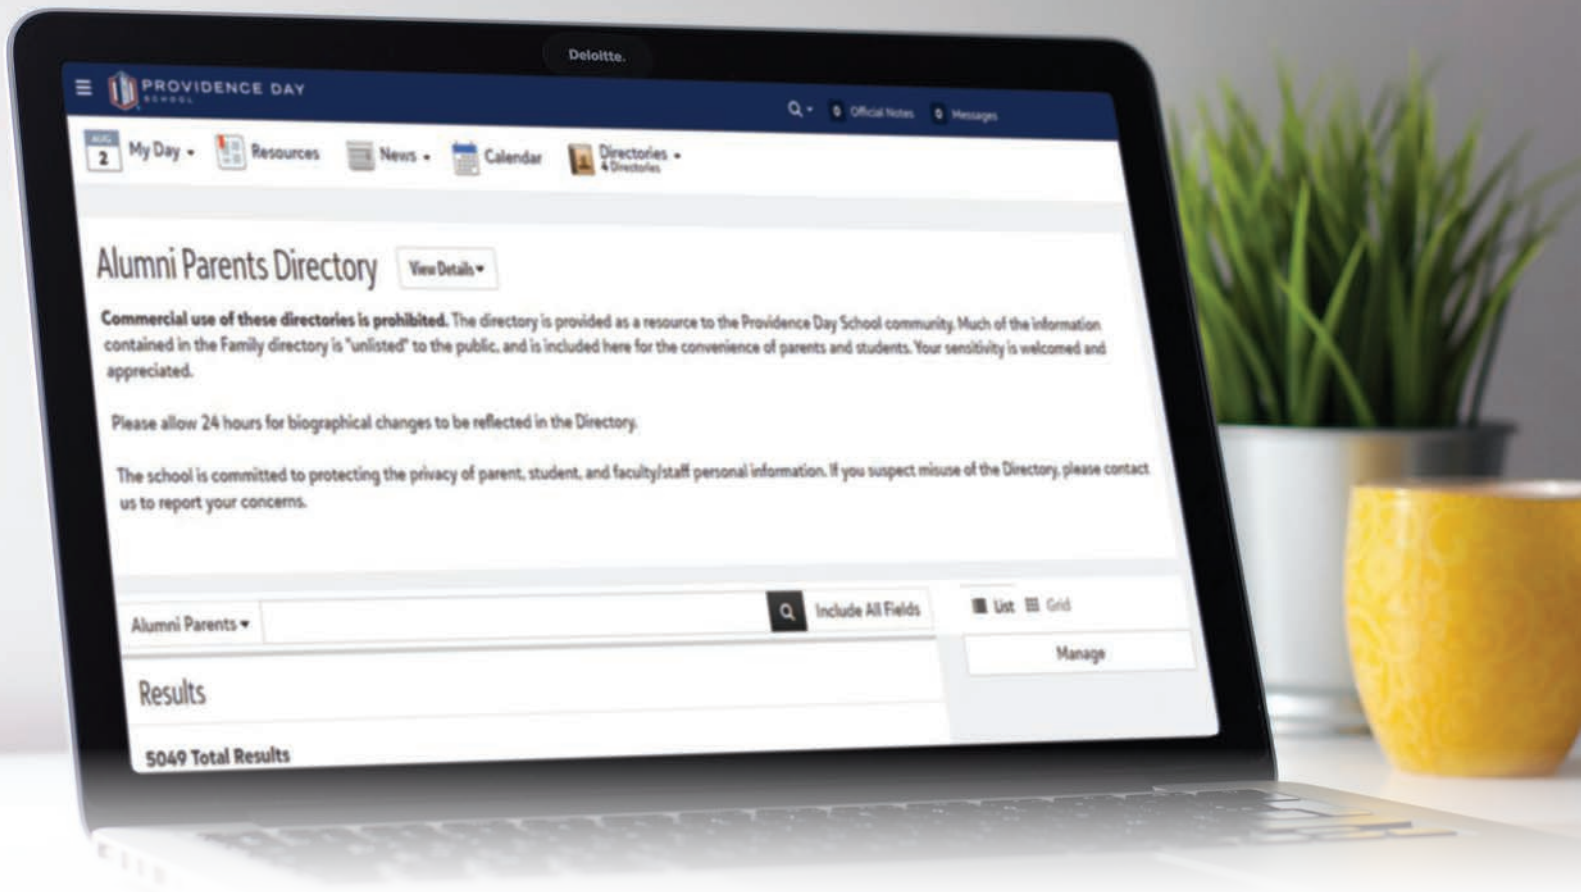 Deloitte.
PROVIDENCE DAY
SCHOOL
0 Official Notes 0 Messages
AUG
2 My Day Resources News Calendar Directories
4 Directories
Alumni Parents Directory View Details
Commercial use of these directories is prohibited. The directory is provided as a resource to the Providence Day School community. Much of the information
contained in the Family directory is "unlisted" to the public, and is included here for the convenience of parents and students. Your sensitivity is welcomed and
appreciated.
Please allow 24 hours for biographical changes to be reflected in the Directory.
The school is committed to protecting the privacy of parent, student, and faculty/staff personal information. If you suspect misuse of the Directory, please contact
us to report your concerns.
Alumni Parents Include All Fields List Grid
Manage
Results
5049 Total Results